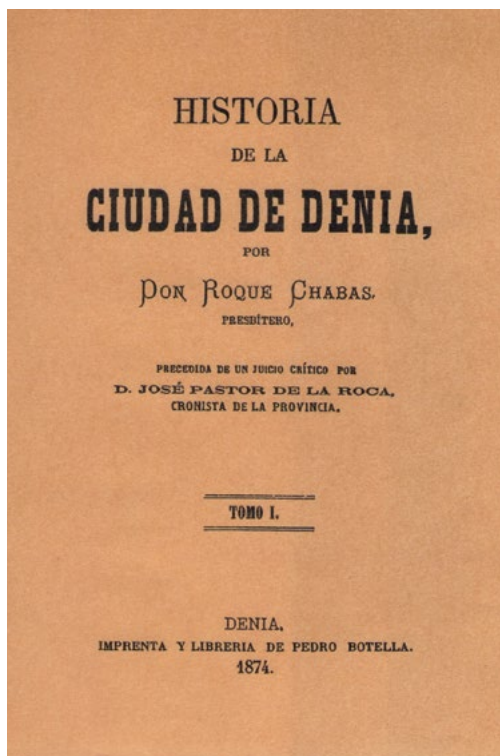 HISTORIA
DE LA
CIUDAD DE DENIA,
POR
DON ROQUE CHABAS.
PRESBÍTERO,
PRECEDIDA DE UN JUICIO CRÍTICO POR
D. JOSÉ PASTOR DE LA ROCA,
CRONISTA DE LA PROVINCIA.
TOMO I.
DENIA.
IMPRENTA Y LIBRERIA DE PEDRO BOTELLA.
1874.